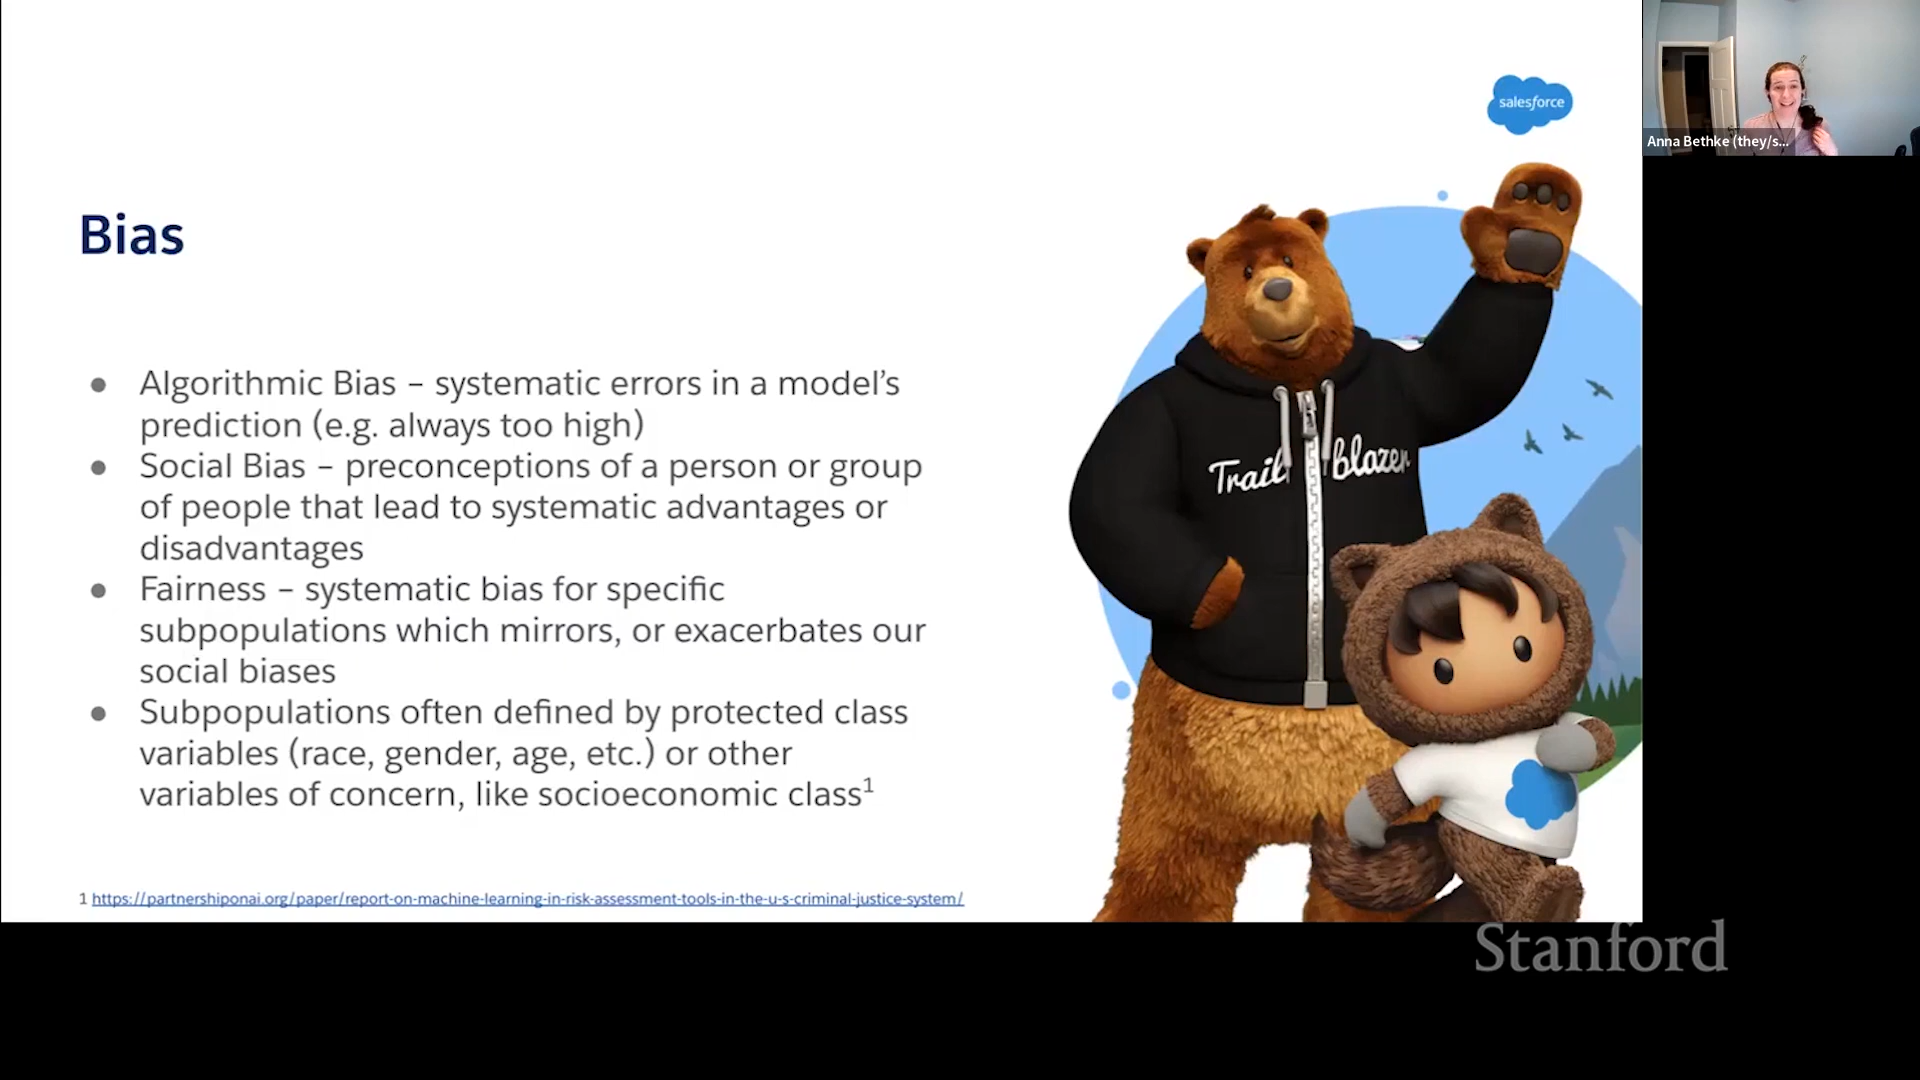 salesforce
Anna Bethke (they/s...
Bias
Trail blazer
● Algorithmic Bias – systematic errors in a model’s
prediction (e.g. always too high)
● Social Bias – preconceptions of a person or group
of people that lead to systematic advantages or
disadvantages
● Fairness – systematic bias for specific
subpopulations which mirrors, or exacerbates our
social biases
● Subpopulations often defined by protected class
variables (race, gender, age, etc.) or other
variables of concern, like socioeconomic class1
1 https://partnershiponai.org/paper/report-on-machine-learning-in-risk-assessment-tools-in-the-u-s-criminal-justice-system/
Stanford